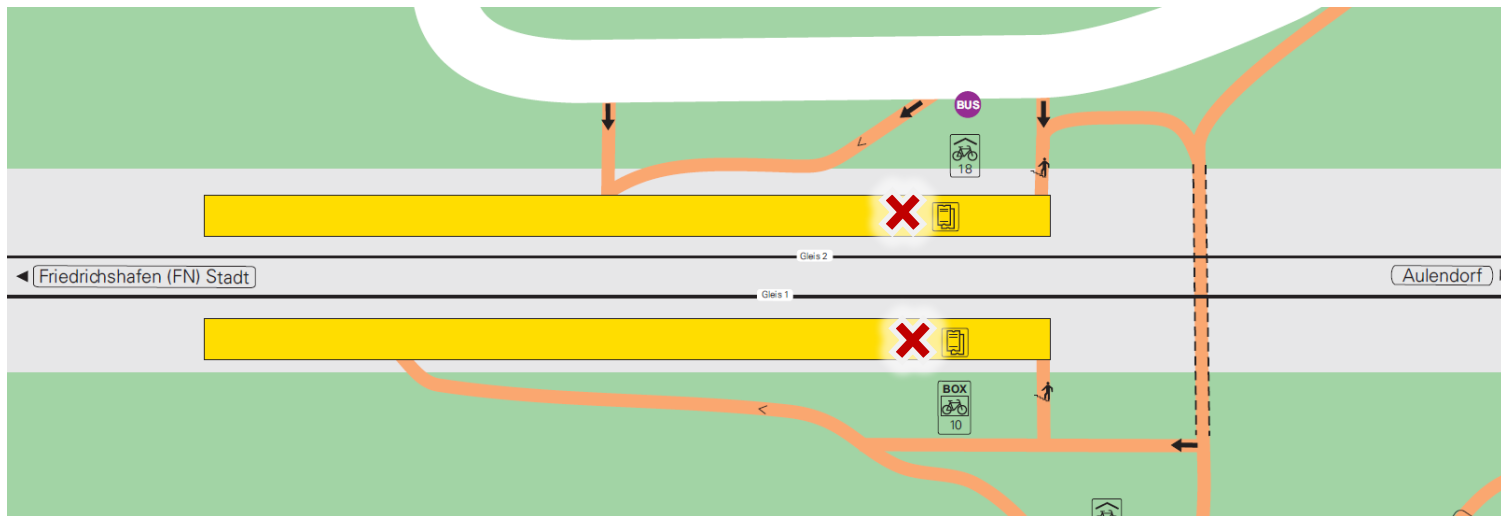 BUS
18
Gleis 2
Friedrichshafen (FN) Stadt
Aulendorf
Gleis 1
BOX
10